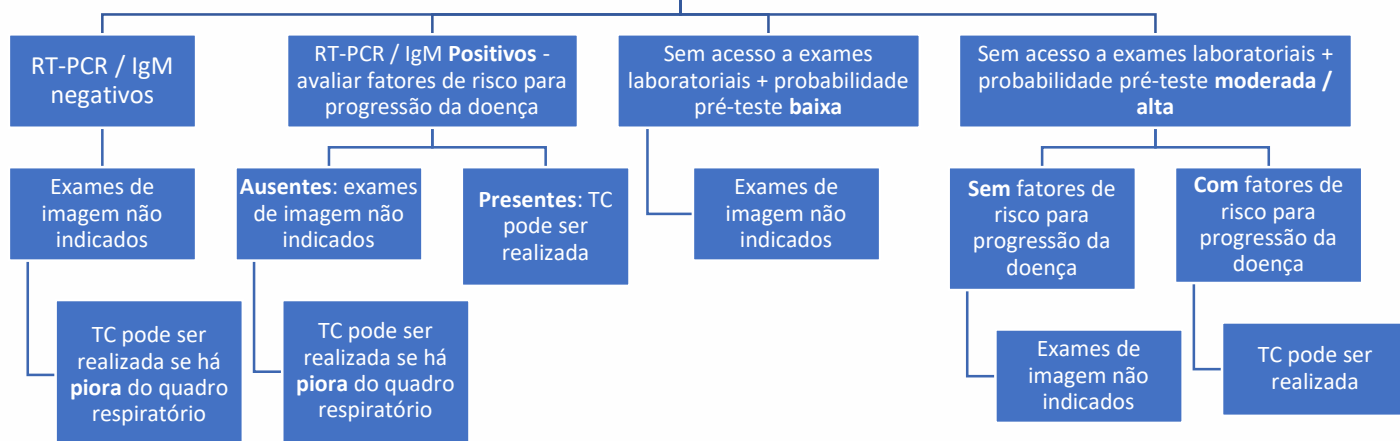 RT-PCR / IgM
negativos
RT-PCR / IgM Positivos -
avaliar fatores de risco para
progressão da doença
Sem acesso a exames
laboratoriais + probabilidade
pré-teste baixa
Sem acesso a exames laboratoriais +
probabilidade pré-teste moderada /
alta
Exames de
imagem não
indicados
Ausentes: exames
de imagem não
indicados
Presentes: TC
pode ser
realizada
Exames de
imagem não
indicados
Sem fatores de
risco para
progressão da
doença
Com fatores de
risco para
progressão da
doença
TC pode ser
realizada se há
piora do quadro
respiratório
TC pode ser
realizada se há
piora do quadro
respiratório
Exames de
imagem não
indicados
TC pode ser
realizada